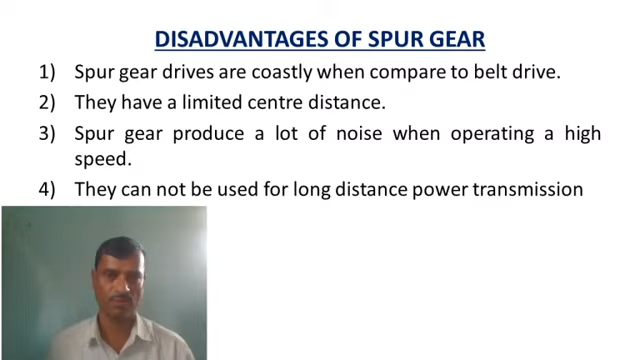 DISADVANTAGES OF SPUR GEAR
1) Spur gear drives are coastly when compare to belt drive.
2) They have a limited centre distance.
3) Spur gear produce a lot of noise when operating a high
speed.
4) They can not be used for long distance power transmission